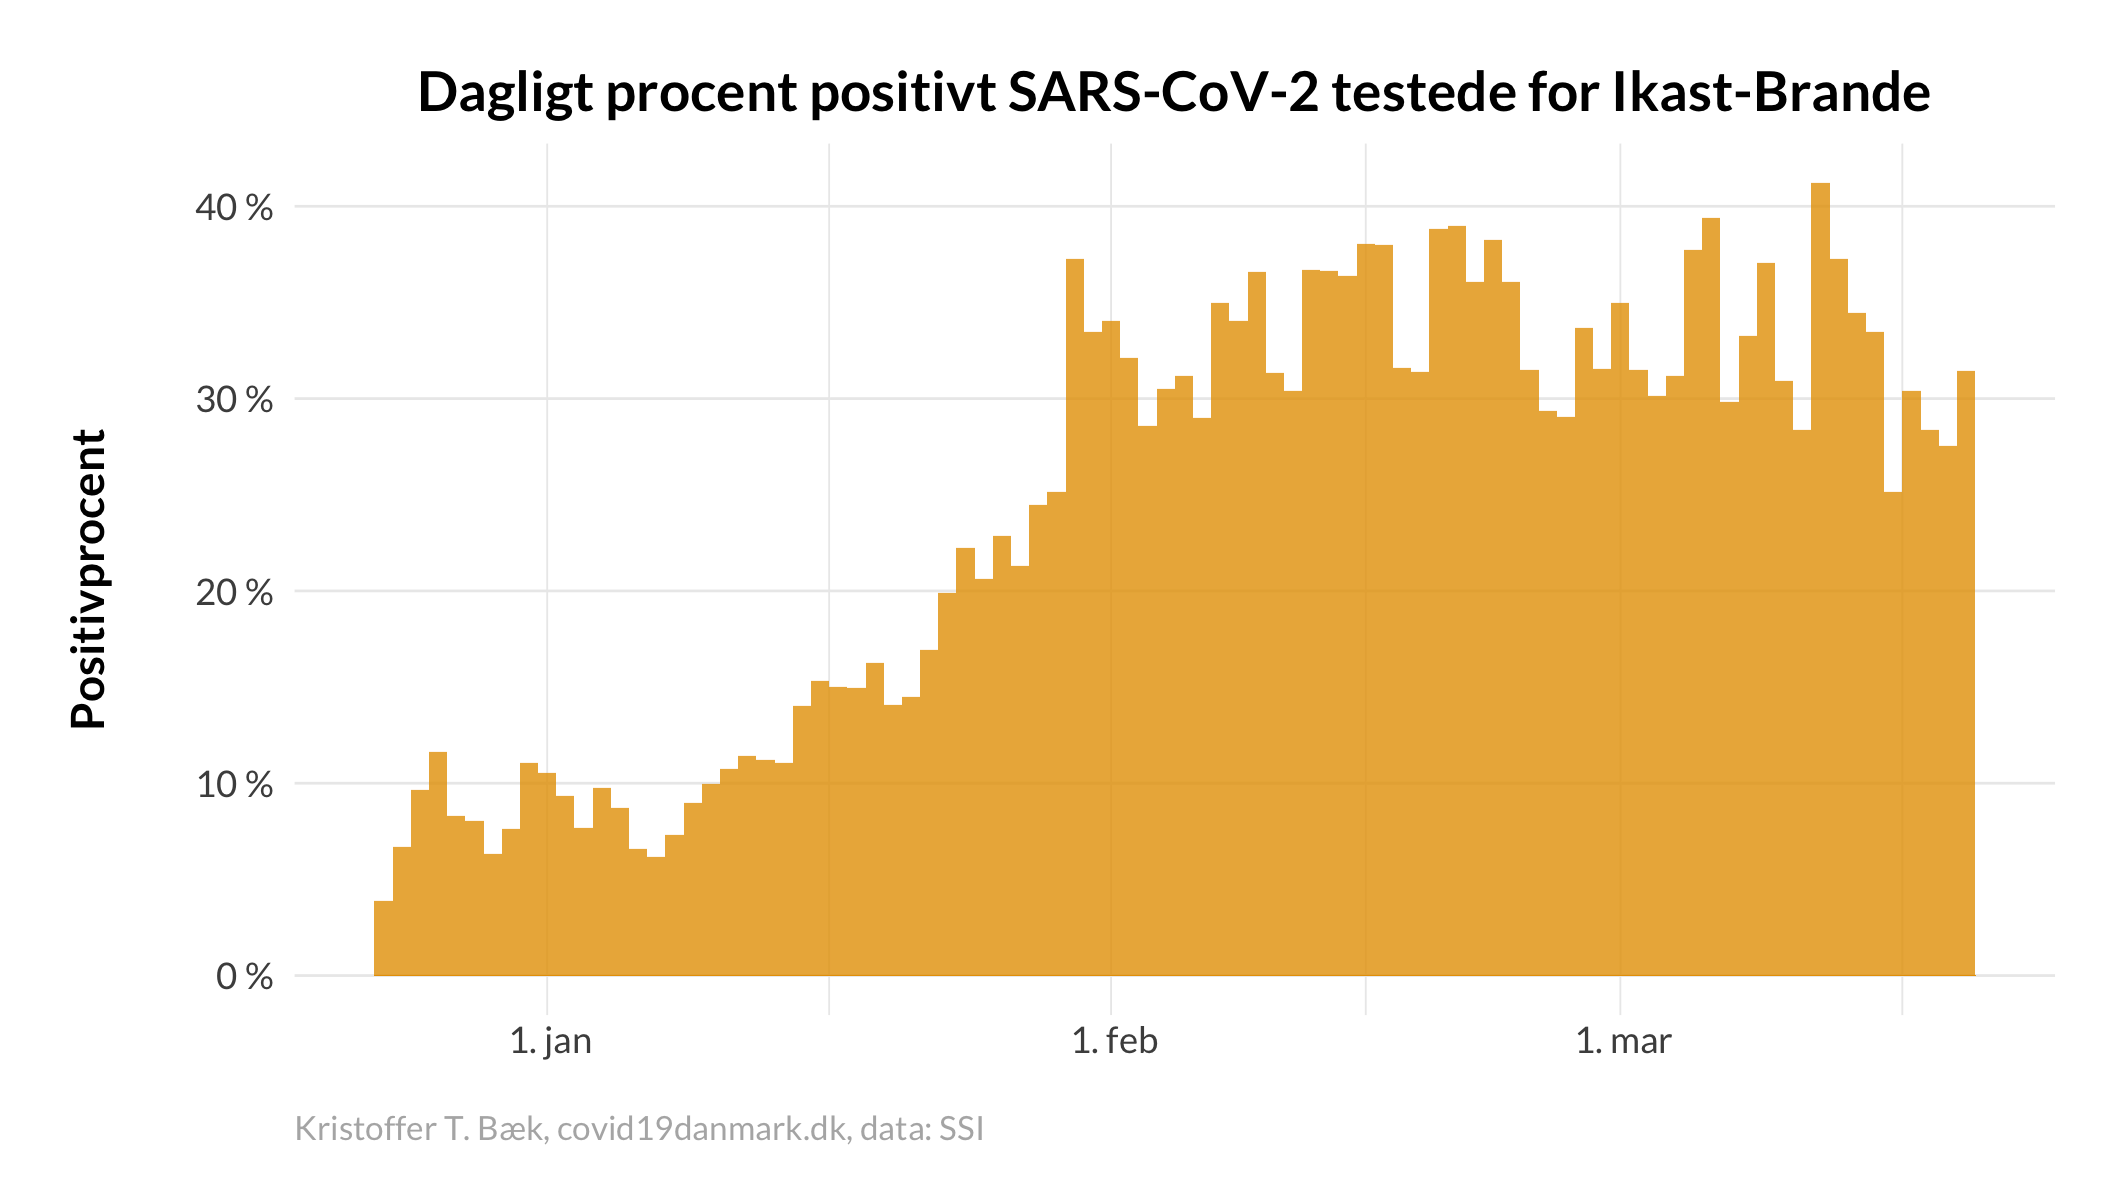 Dagligt procent positivt SARS-CoV-2 testede for Ikast-Brande
Positivprocent
40 %
30 %
20 %
10 %
0 %
1. jan
1. feb
1. mar
Kristoffer T. Bæk, covid19danmark.dk, data: SSI